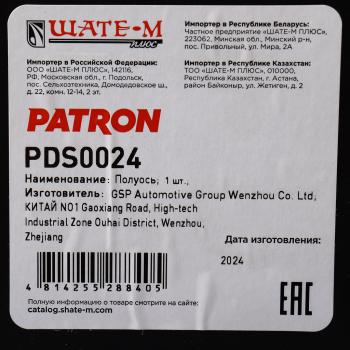 ШАТЕ-М
ПЛЮС
Импортер в Республике Беларусь:
Частное предприятие «ШАТЕ-М ПЛЮС»,
223062, Минская обл., Минский р-н,
пос. Привольный, ул. Мира, 2А
Импортер в Российской Федерации:
ООО «ШАТЕ-М ПЛЮС», 142116,
РФ, Московская обл., г. Подольск,
пос. Сельхозтехника, Домодедовское ш.,
д. 22, комн. 12-14, 2 эт.
Импортер в Республике Казахстан:
ТОО «ШАТЕ-М ПЛЮС», 010000,
Республика Казахстан, г. Астана,
район Байконыр, ул. Жетиген, д. 2
PATRON
PDS0024
Наименование: Полуось, 1 шт.,
Изготовитель: GSP Automotive Group Wenzhou Co. Ltd,
КИТАЙ NO1 Gaoxiang Road, High-tech
Industrial Zone Ouhai District, Wenzhou,
Zhejiang
Дата изготовления:
2024
4 814255 288405
EAC
Полную информацию о товаре смотрите на сайте:
catalog.shate-m.com